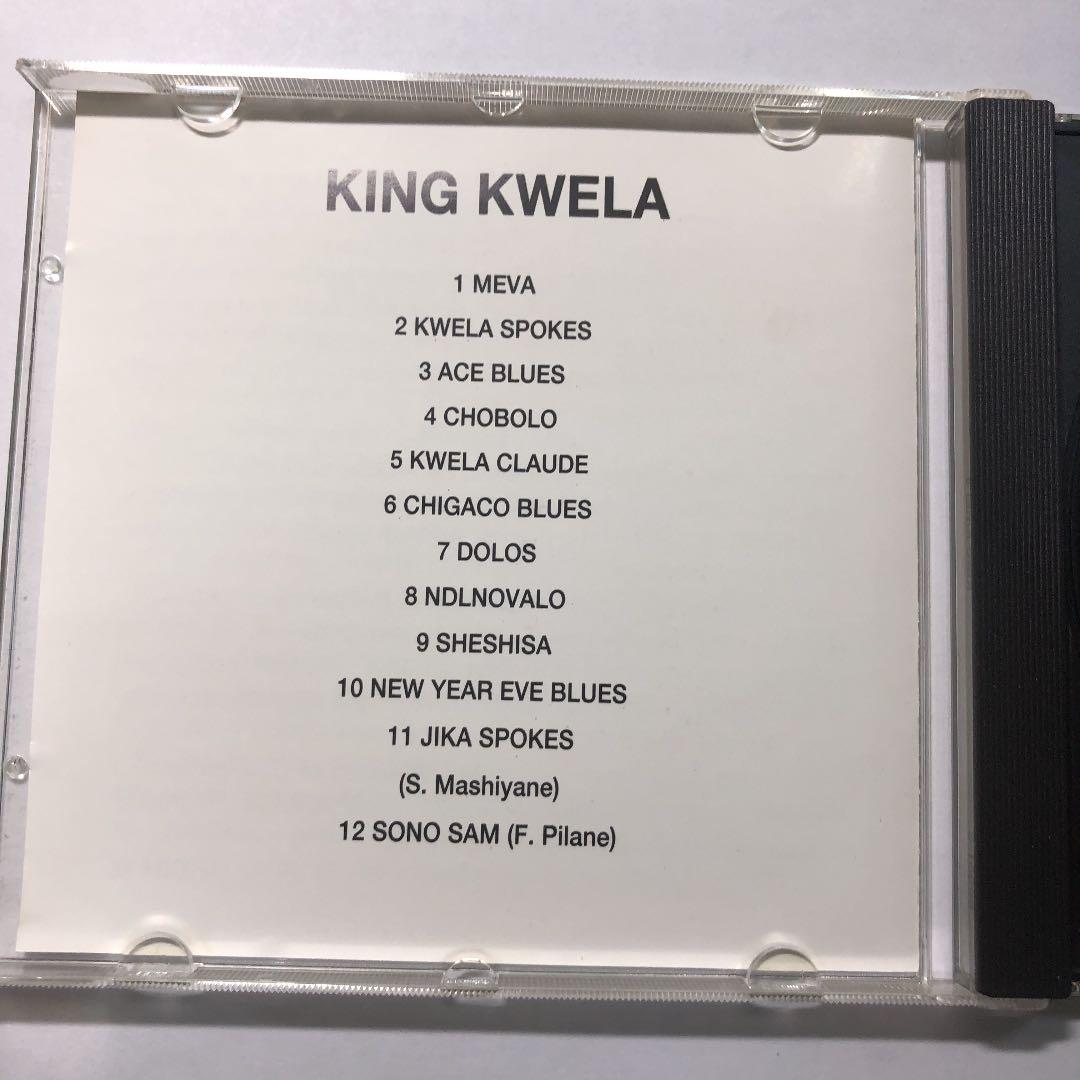 KING KWELA
1 MEVA
2 KWELA SPOKES
3 ACE BLUES
4 CHOBOLO
5 KWELA CLAUDE
6 CHIGACO BLUES
7 DOLOS
8 NDLNOVALO
9 SHESHISA
10 NEW YEAR EVE BLUES
11 JIKA SPOKES
(S. Mashiyane)
12 SONO SAM (F. Pilane)